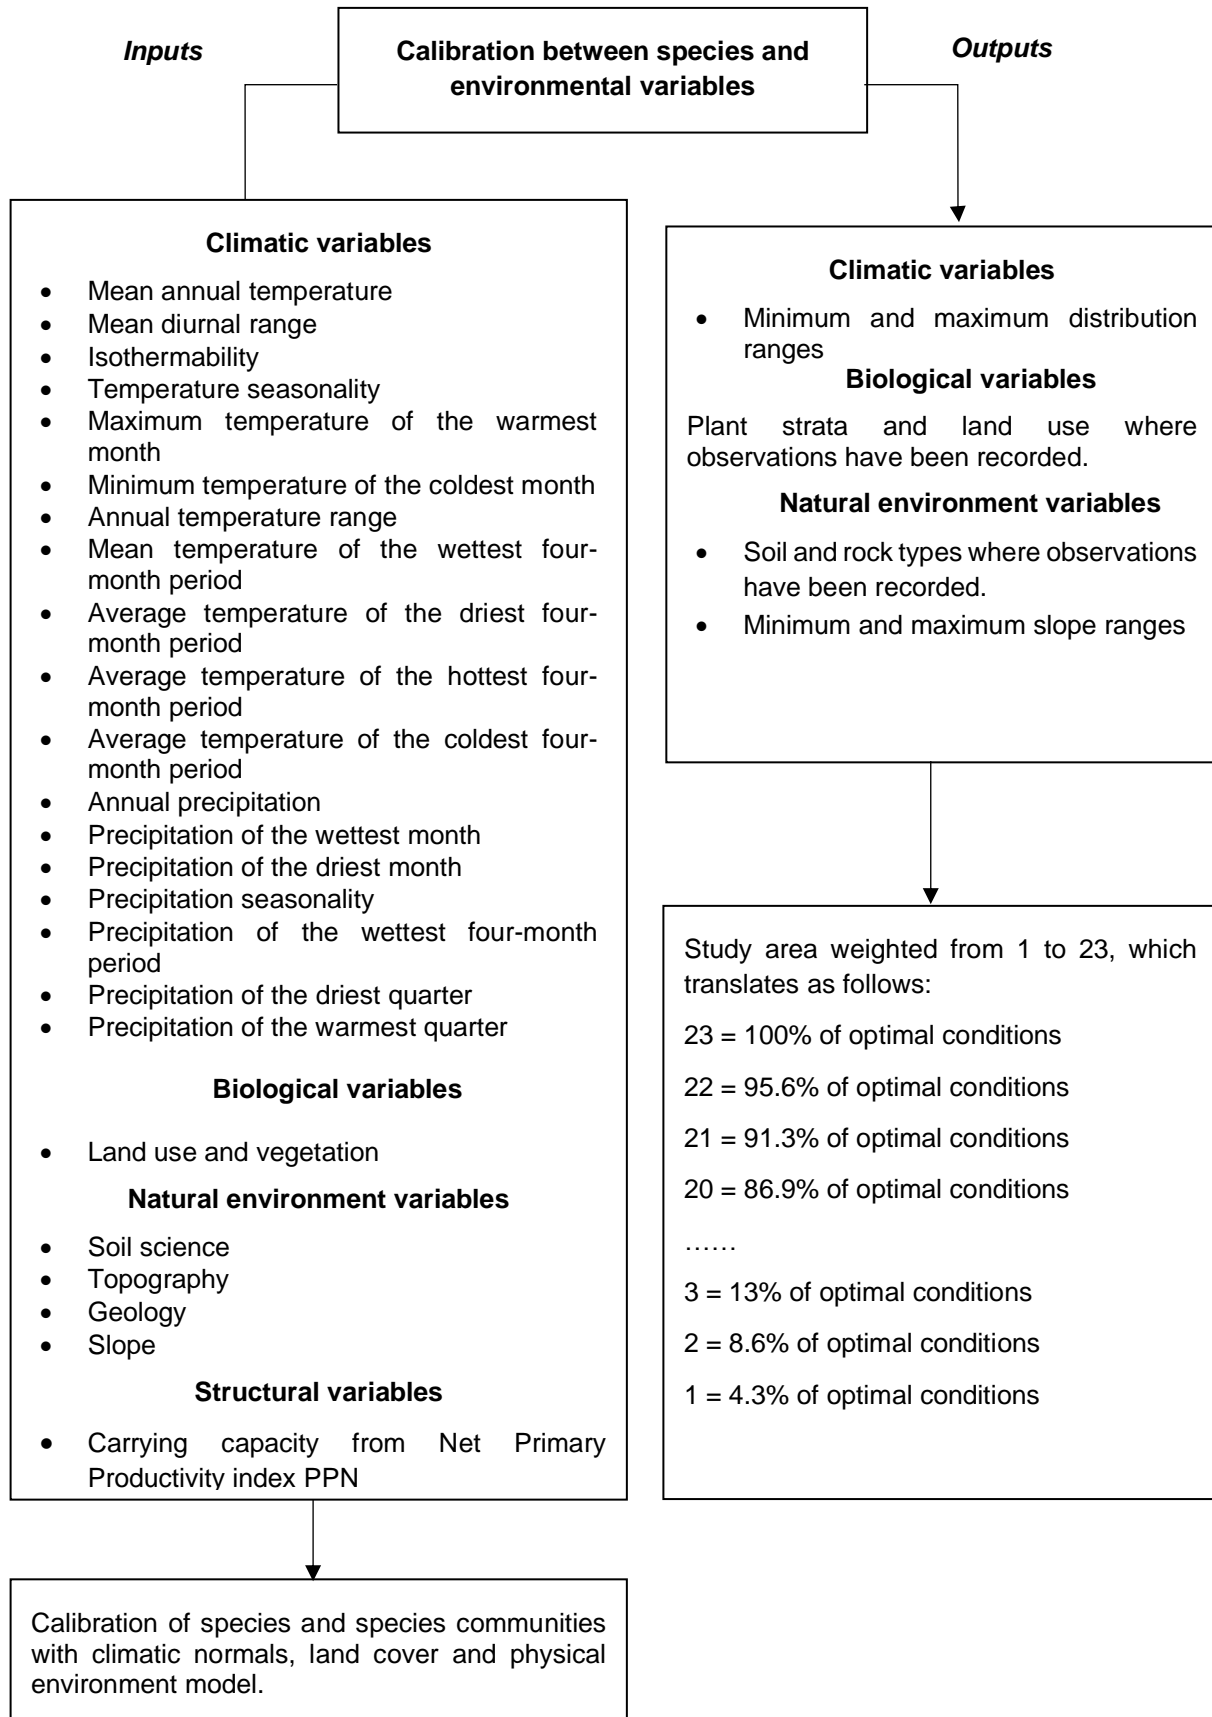 Inputs
Calibration between species and
environmental variables
Outputs
Climatic variables
• Mean annual temperature
• Mean diurnal range
• Isothermability
• Temperature seasonality
• Maximum temperature of the warmest
month
• Minimum temperature of the coldest month
• Annual temperature range
• Mean temperature of the wettest four-
month period
• Average temperature of the driest four-
month period
• Average temperature of the hottest four-
month period
• Average temperature of the coldest four-
month period
• Annual precipitation
• Precipitation of the wettest month
• Precipitation of the driest month
• Precipitation seasonality
• Precipitation of the wettest four-month
period
• Precipitation of the driest quarter
• Precipitation of the warmest quarter
Biological variables
• Land use and vegetation
Natural environment variables
• Soil science
• Topography
• Geology
• Slope
Structural variables
• Carrying capacity from Net Primary
Productivity index PPN
Calibration of species and species communities
with climatic normals, land cover and physical
environment model.
Climatic variables
• Minimum and maximum distribution
ranges
Biological variables
Plant strata and land use where
observations have been recorded.
Natural environment variables
• Soil and rock types where observations
have been recorded.
• Minimum and maximum slope ranges
Study area weighted from 1 to 23, which
translates as follows:
23 = 100% of optimal conditions
22 = 95.6% of optimal conditions
21 = 91.3% of optimal conditions
20 = 86.9% of optimal conditions
……
3 = 13% of optimal conditions
2 = 8.6% of optimal conditions
1 = 4.3% of optimal conditions